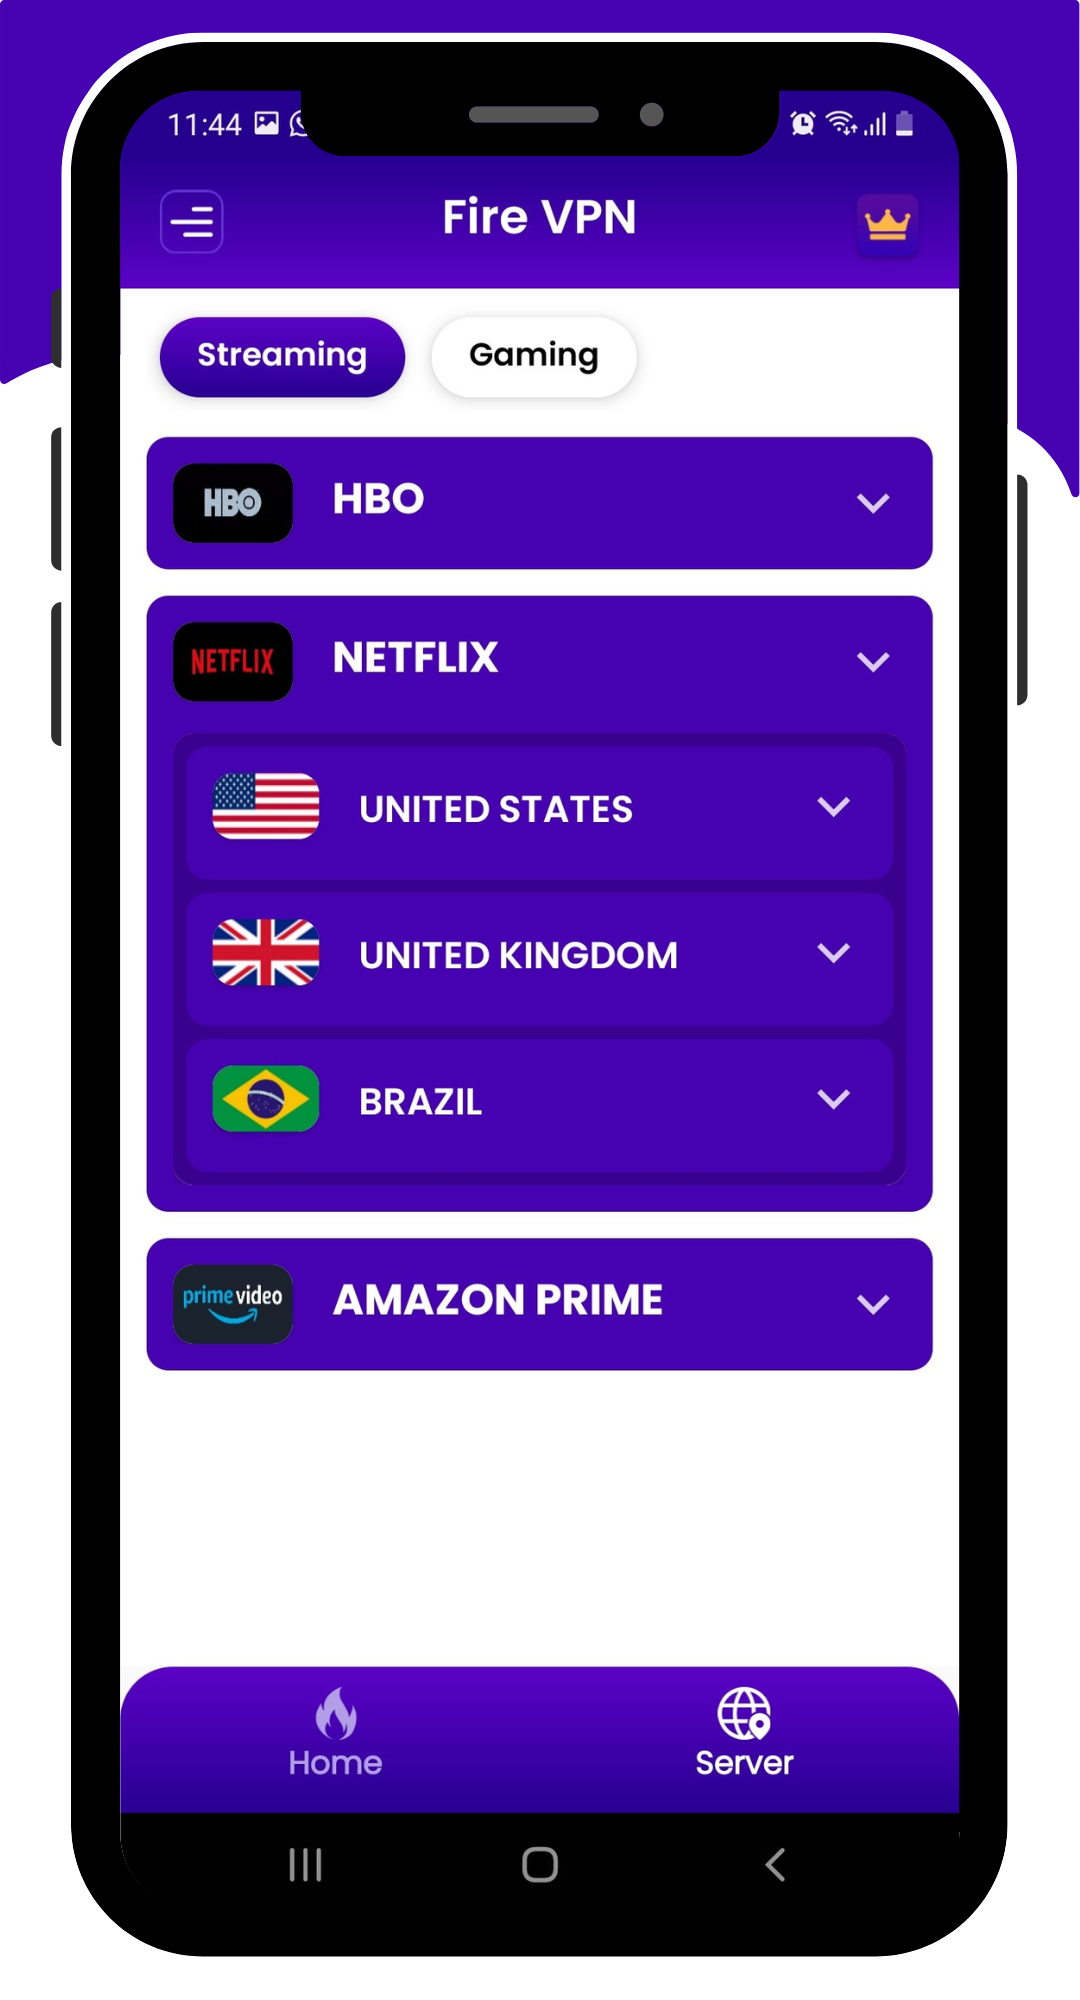 11:44
Fire VPN
Streaming
Gaming
HBO
HBO
NETFLIX
NETFLIX
UNITED STATES
UNITED KINGDOM
BRAZIL
prime video
AMAZON PRIME
Home
Server